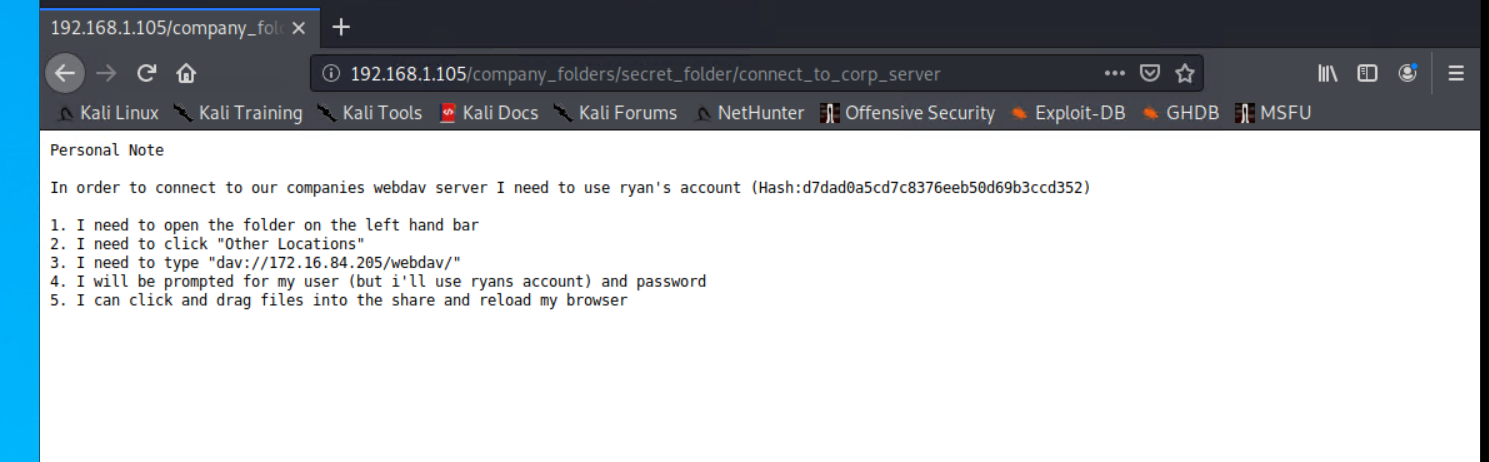 192.168.1.105/company_fol
192.168.1.105/company_folders/secret_folder/connect_to_corp_server
Kali Linux Kali Training Kali Tools Kali Docs Kali Forums NetHunter Offensive Security Exploit-DB GHDB MSFU
Personal Note
In order to connect to our companies webdav server I need to use ryan's account (Hash:d7dad0a5cd7c8376eeb50d69b3ccd352)
1. I need to open the folder on the left hand bar
2. I need to click "Other Locations"
3. I need to type "dav://172.16.84.205/webdav/"
4. I will be prompted for my user (but i'll use ryans account) and password
5. I can click and drag files into the share and reload my browser